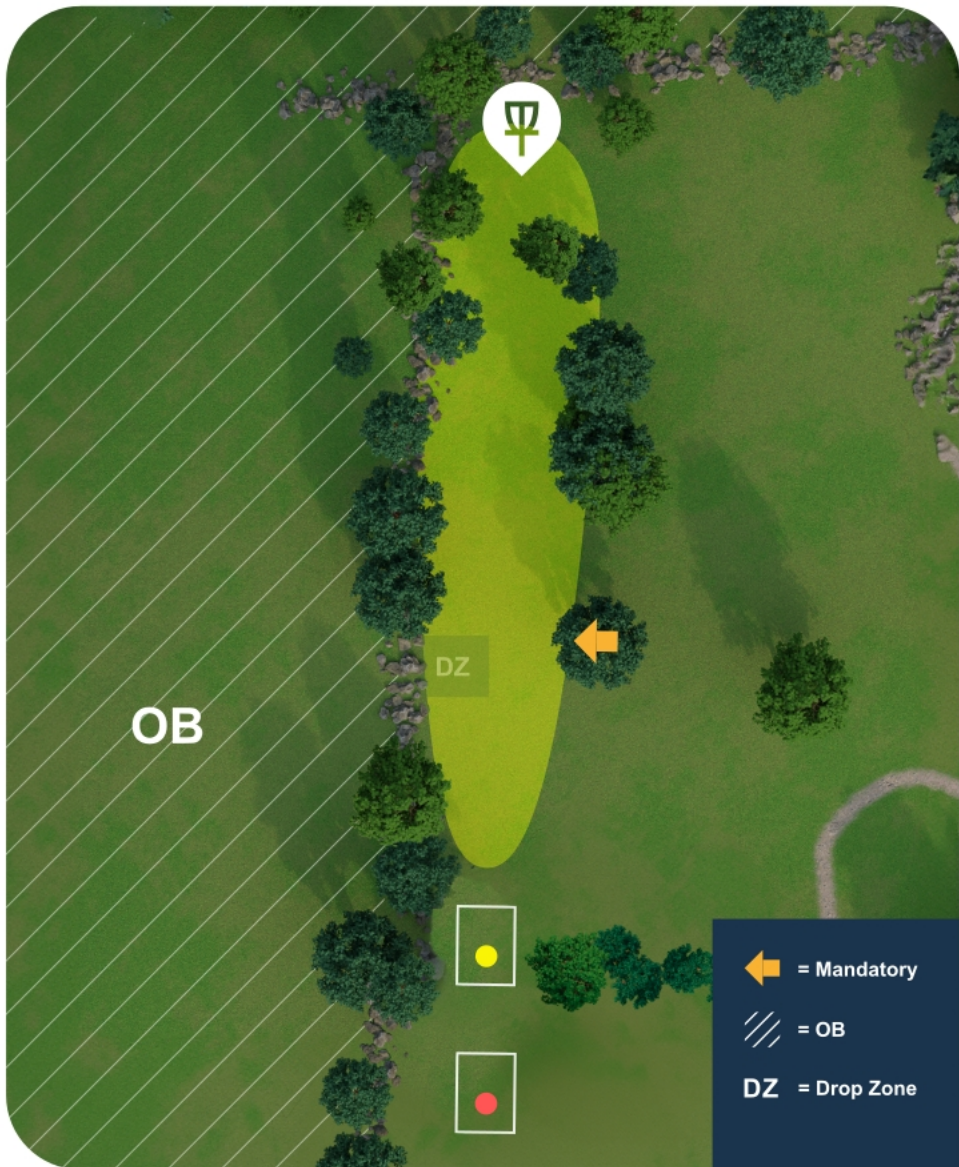 DZ
OB
= Mandatory
= OB
DZ = Drop Zone